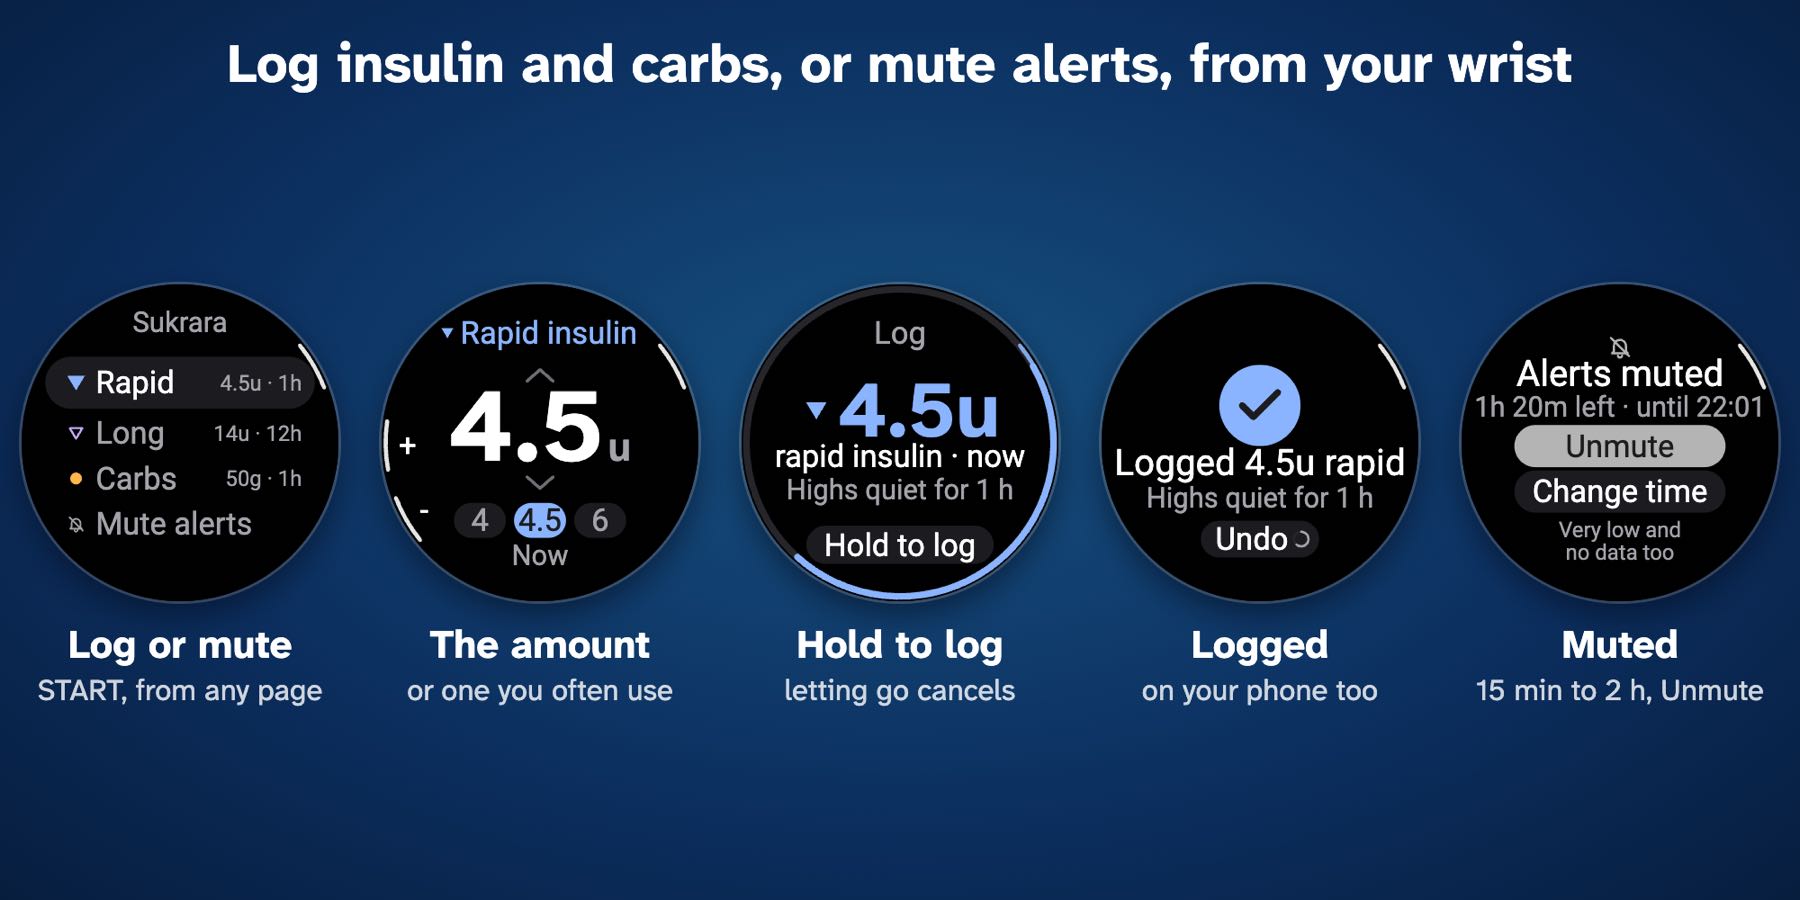 Log insulin and carbs, or mute alerts, from your wrist
Sukrara
Rapid 4.5u · 1h
Long 14u · 12h
Carbs 50g · 1h
Mute alerts
Log or mute
START, from any page
Rapid insulin
+
4.5 u
-
4 4.5 6
Now
The amount
or one you often use
Log
4.5u
rapid insulin · now
Highs quiet for 1 h
Hold to log
Hold to log
letting go cancels
Logged 4.5u rapid
Highs quiet for 1 h
Undo
Logged
on your phone too
Alerts muted
1h 20m left · until 22:01
Unmute
Change time
Very low and
no data too
Muted
15 min to 2 h, Unmute